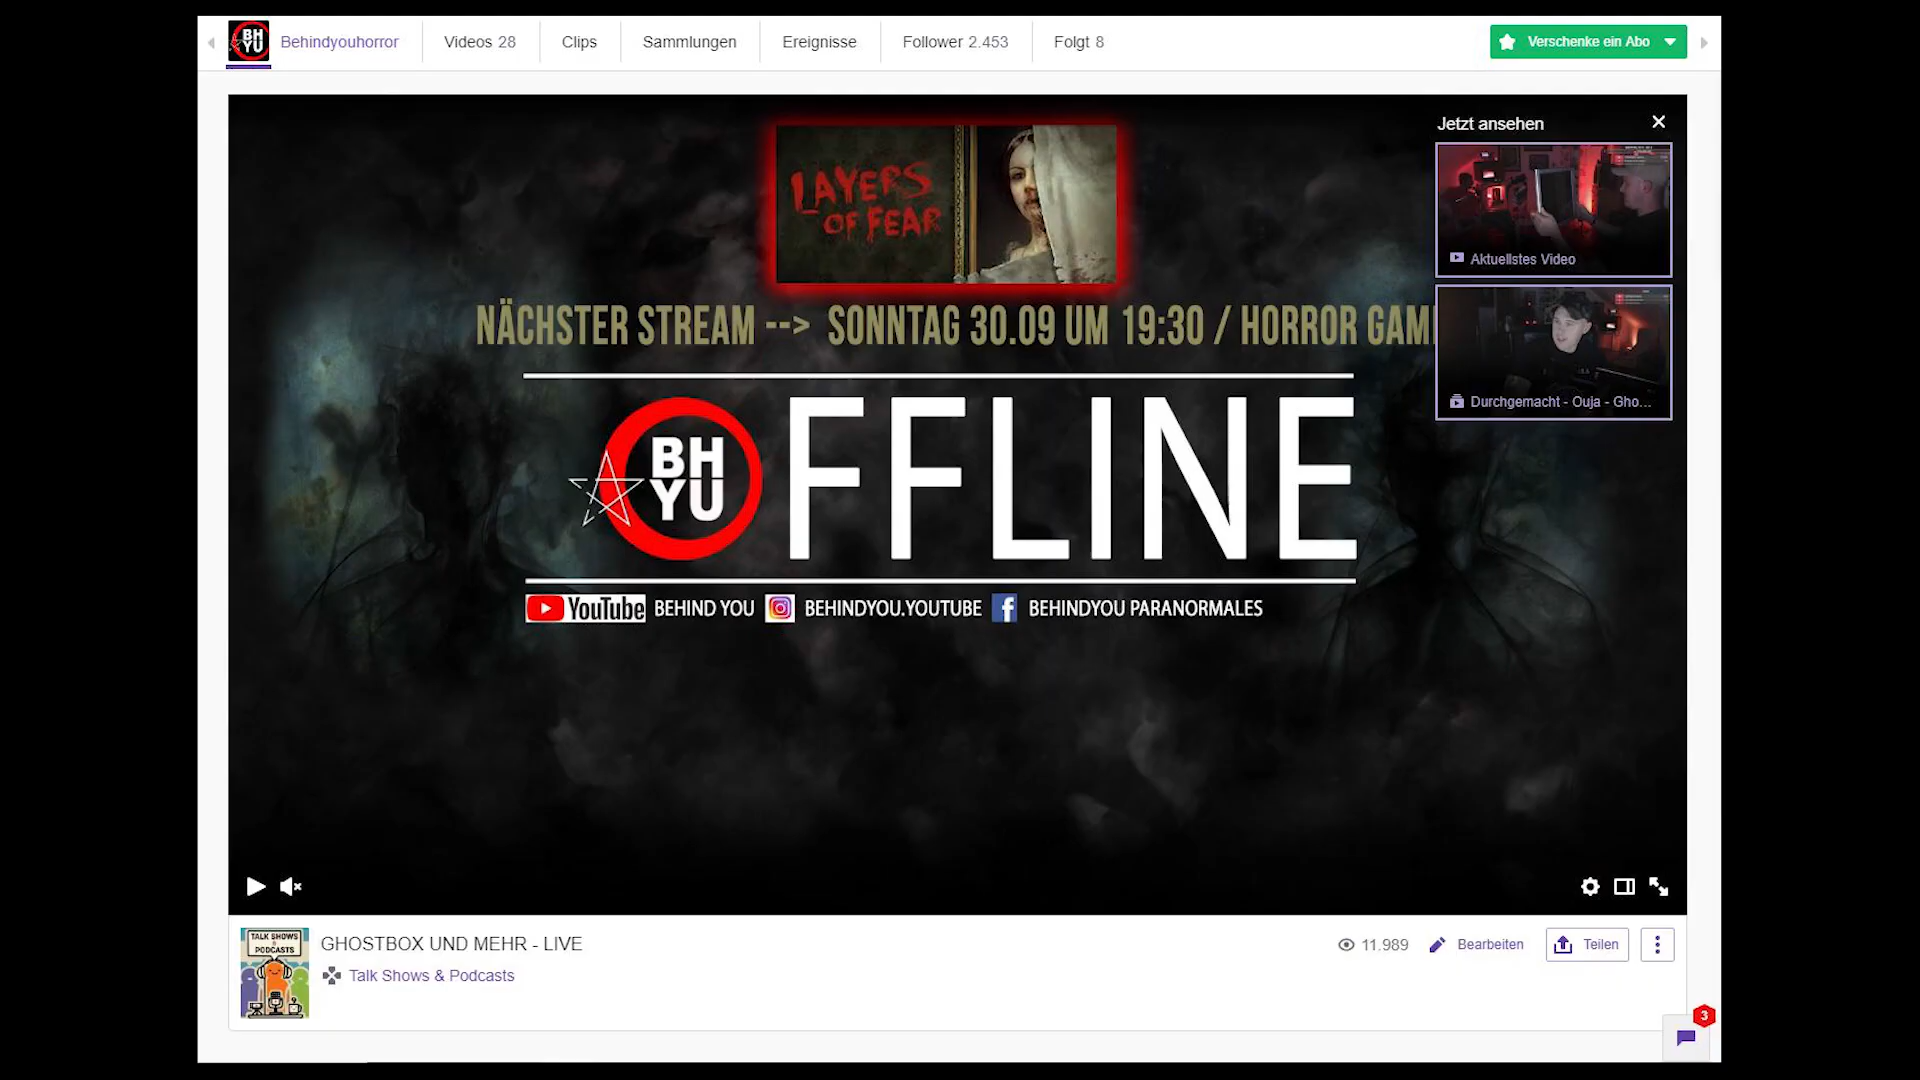 BH
YU
Behindyouhorror
Videos 28
Clips
Sammlungen
Ereignisse
Follower 2.453
Folgt 8
Verschenke ein Abo
Jetzt ansehen
LAYERS
OF FEAR
Aktuellstes Video
NÄCHSTER STREAM --> SONNTAG 30.09 UM 19:30 / HORROR GAM
Durchgemacht - Ouja - Gho...
BH
YU
FFLINE
YouTube BEHIND YOU BEHINDYOU.YOUTUBE BEHINDYOU PARANORMALES
TALK SHOWS
PODCASTS
GHOSTBOX UND MEHR - LIVE
Talk Shows & Podcasts
11.989
Bearbeiten
Teilen
3